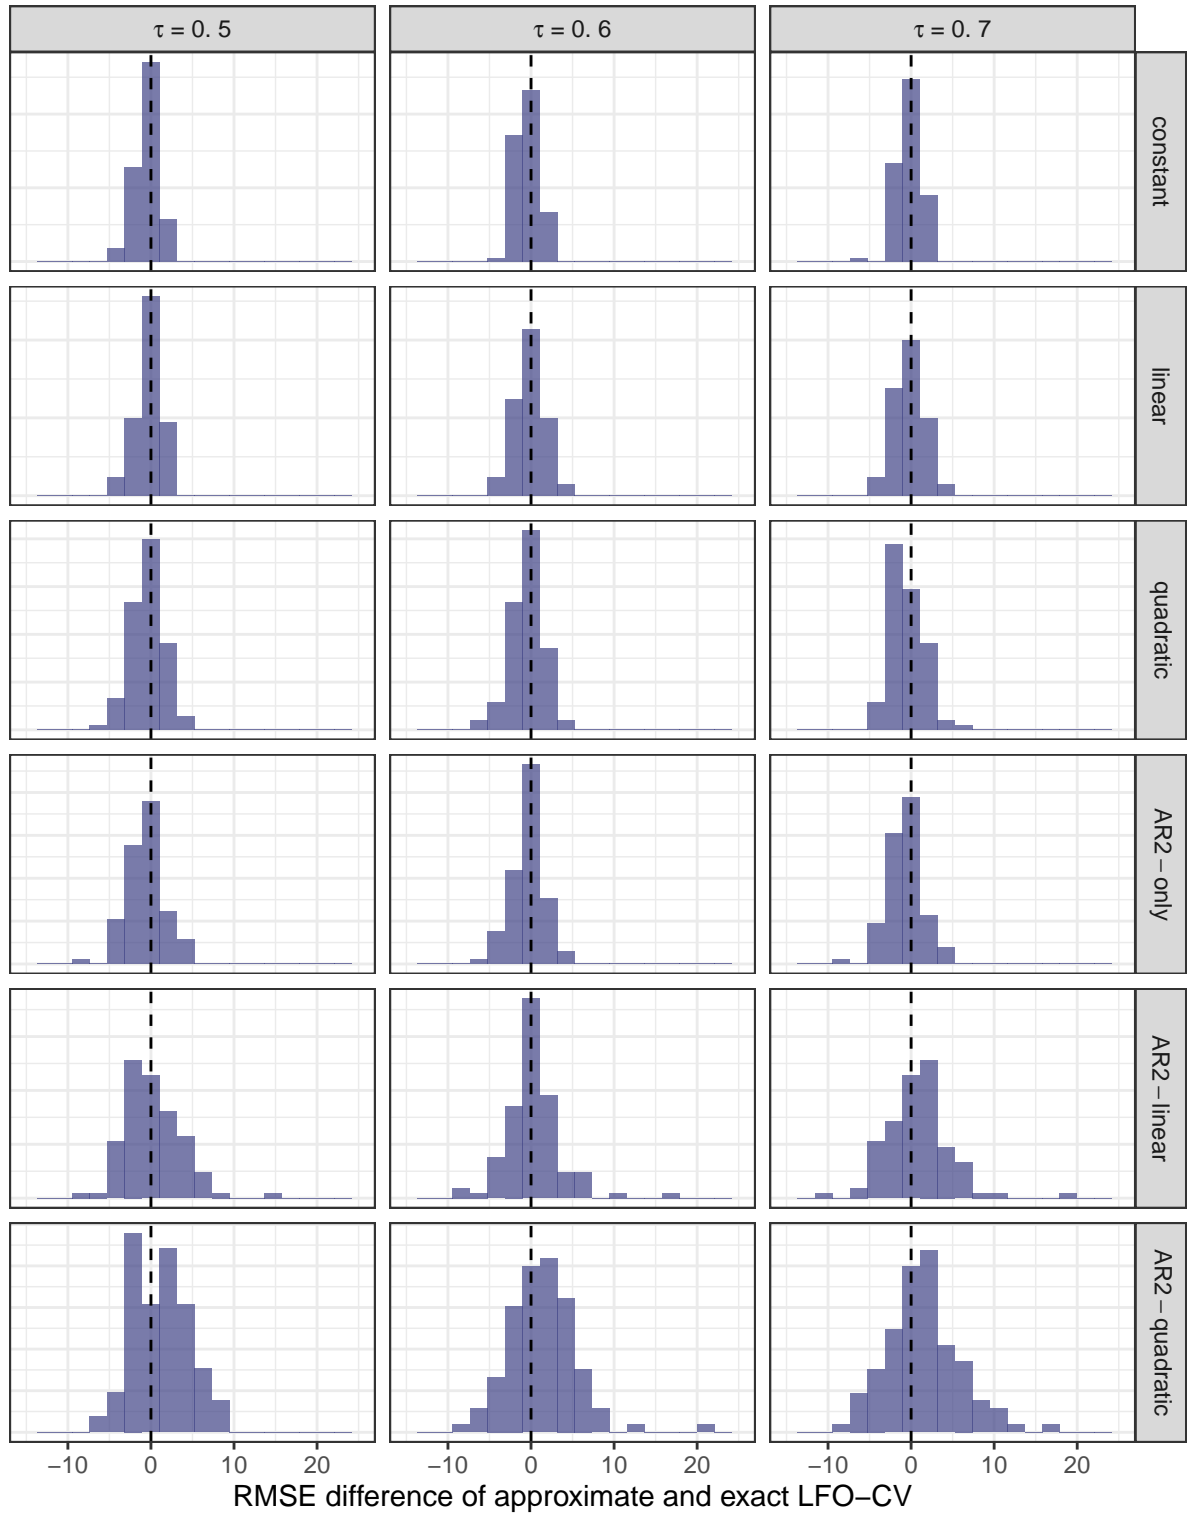 τ = 0. 5
τ = 0. 6
τ = 0. 7
constant
linear
quadratic
AR2 − only
AR2 − linear
AR2 − quadratic
−10 0 10 20 −10 0 10 20 −10 0 10 20
RMSE difference of approximate and exact LFO−CV